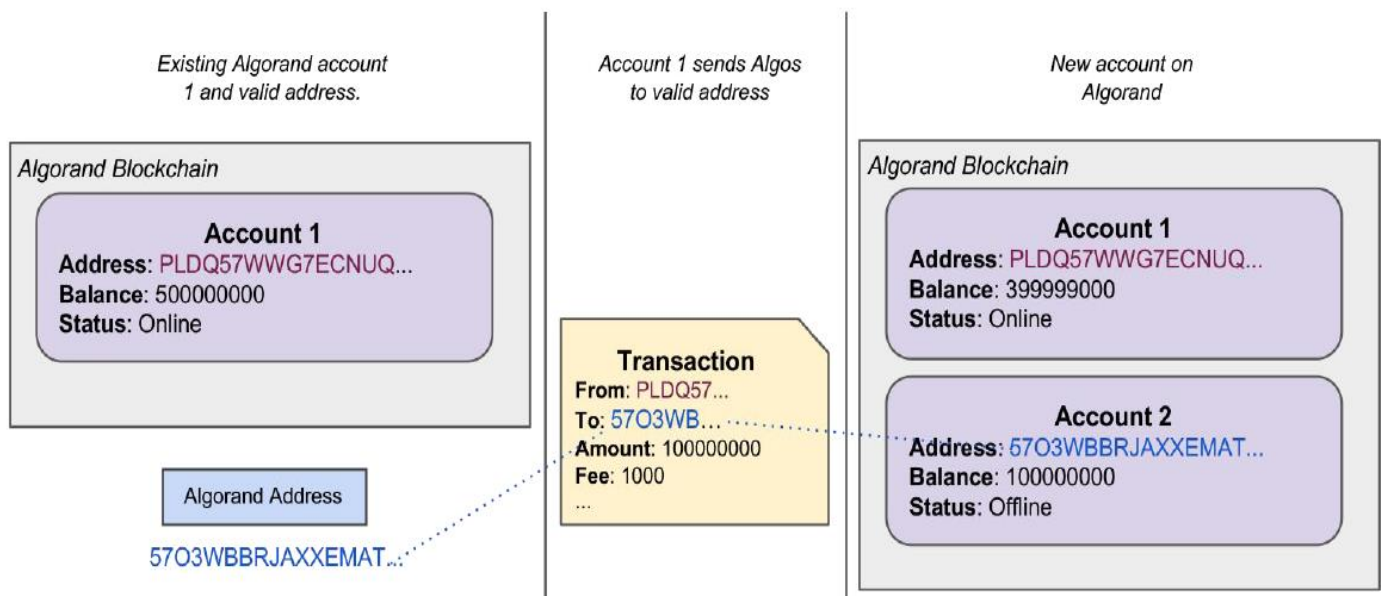 Existing Algorand account
1 and valid address.
Algorand Blockchain
Account 1
Address: PLDQ57WWG7ECNUQ...
Balance: 500000000
Status: Online
Algorand Address
57O3WBBRJAXXEMAT...
Account 1 sends Algos
to valid address
Transaction
From: PLDQ57...
To: 57O3WB...
Amount: 100000000
Fee: 1000
...
New account on
Algorand
Algorand Blockchain
Account 1
Address: PLDQ57WWG7ECNUQ...
Balance: 399999000
Status: Online
Account 2
Address: 57O3WBBRJAXXEMAT...
Balance: 100000000
Status: Offline